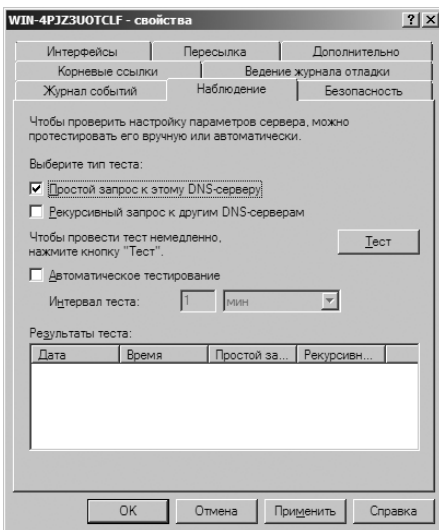 WIN-4PJZ3UOTCLF - свойства
Интерфейсы Пересылка Дополнительно
Корневые ссылки Ведение журнала отладки
Журнал событий Наблюдение Безопасность
Чтобы проверить настройку параметров сервера, можно
протестировать его вручную или автоматически.
Выберите тип теста:
Простой запрос к этому DNS-серверу
Рекурсивный запрос к другим DNS-серверам
Чтобы провести тест немедленно,
нажмите кнопку "Тест". Тест
Автоматическое тестирование
Интервал теста: 1 мин
Результаты теста:
Дата Время Простой за... Рекурсивн...
OK Отмена Применить Справка